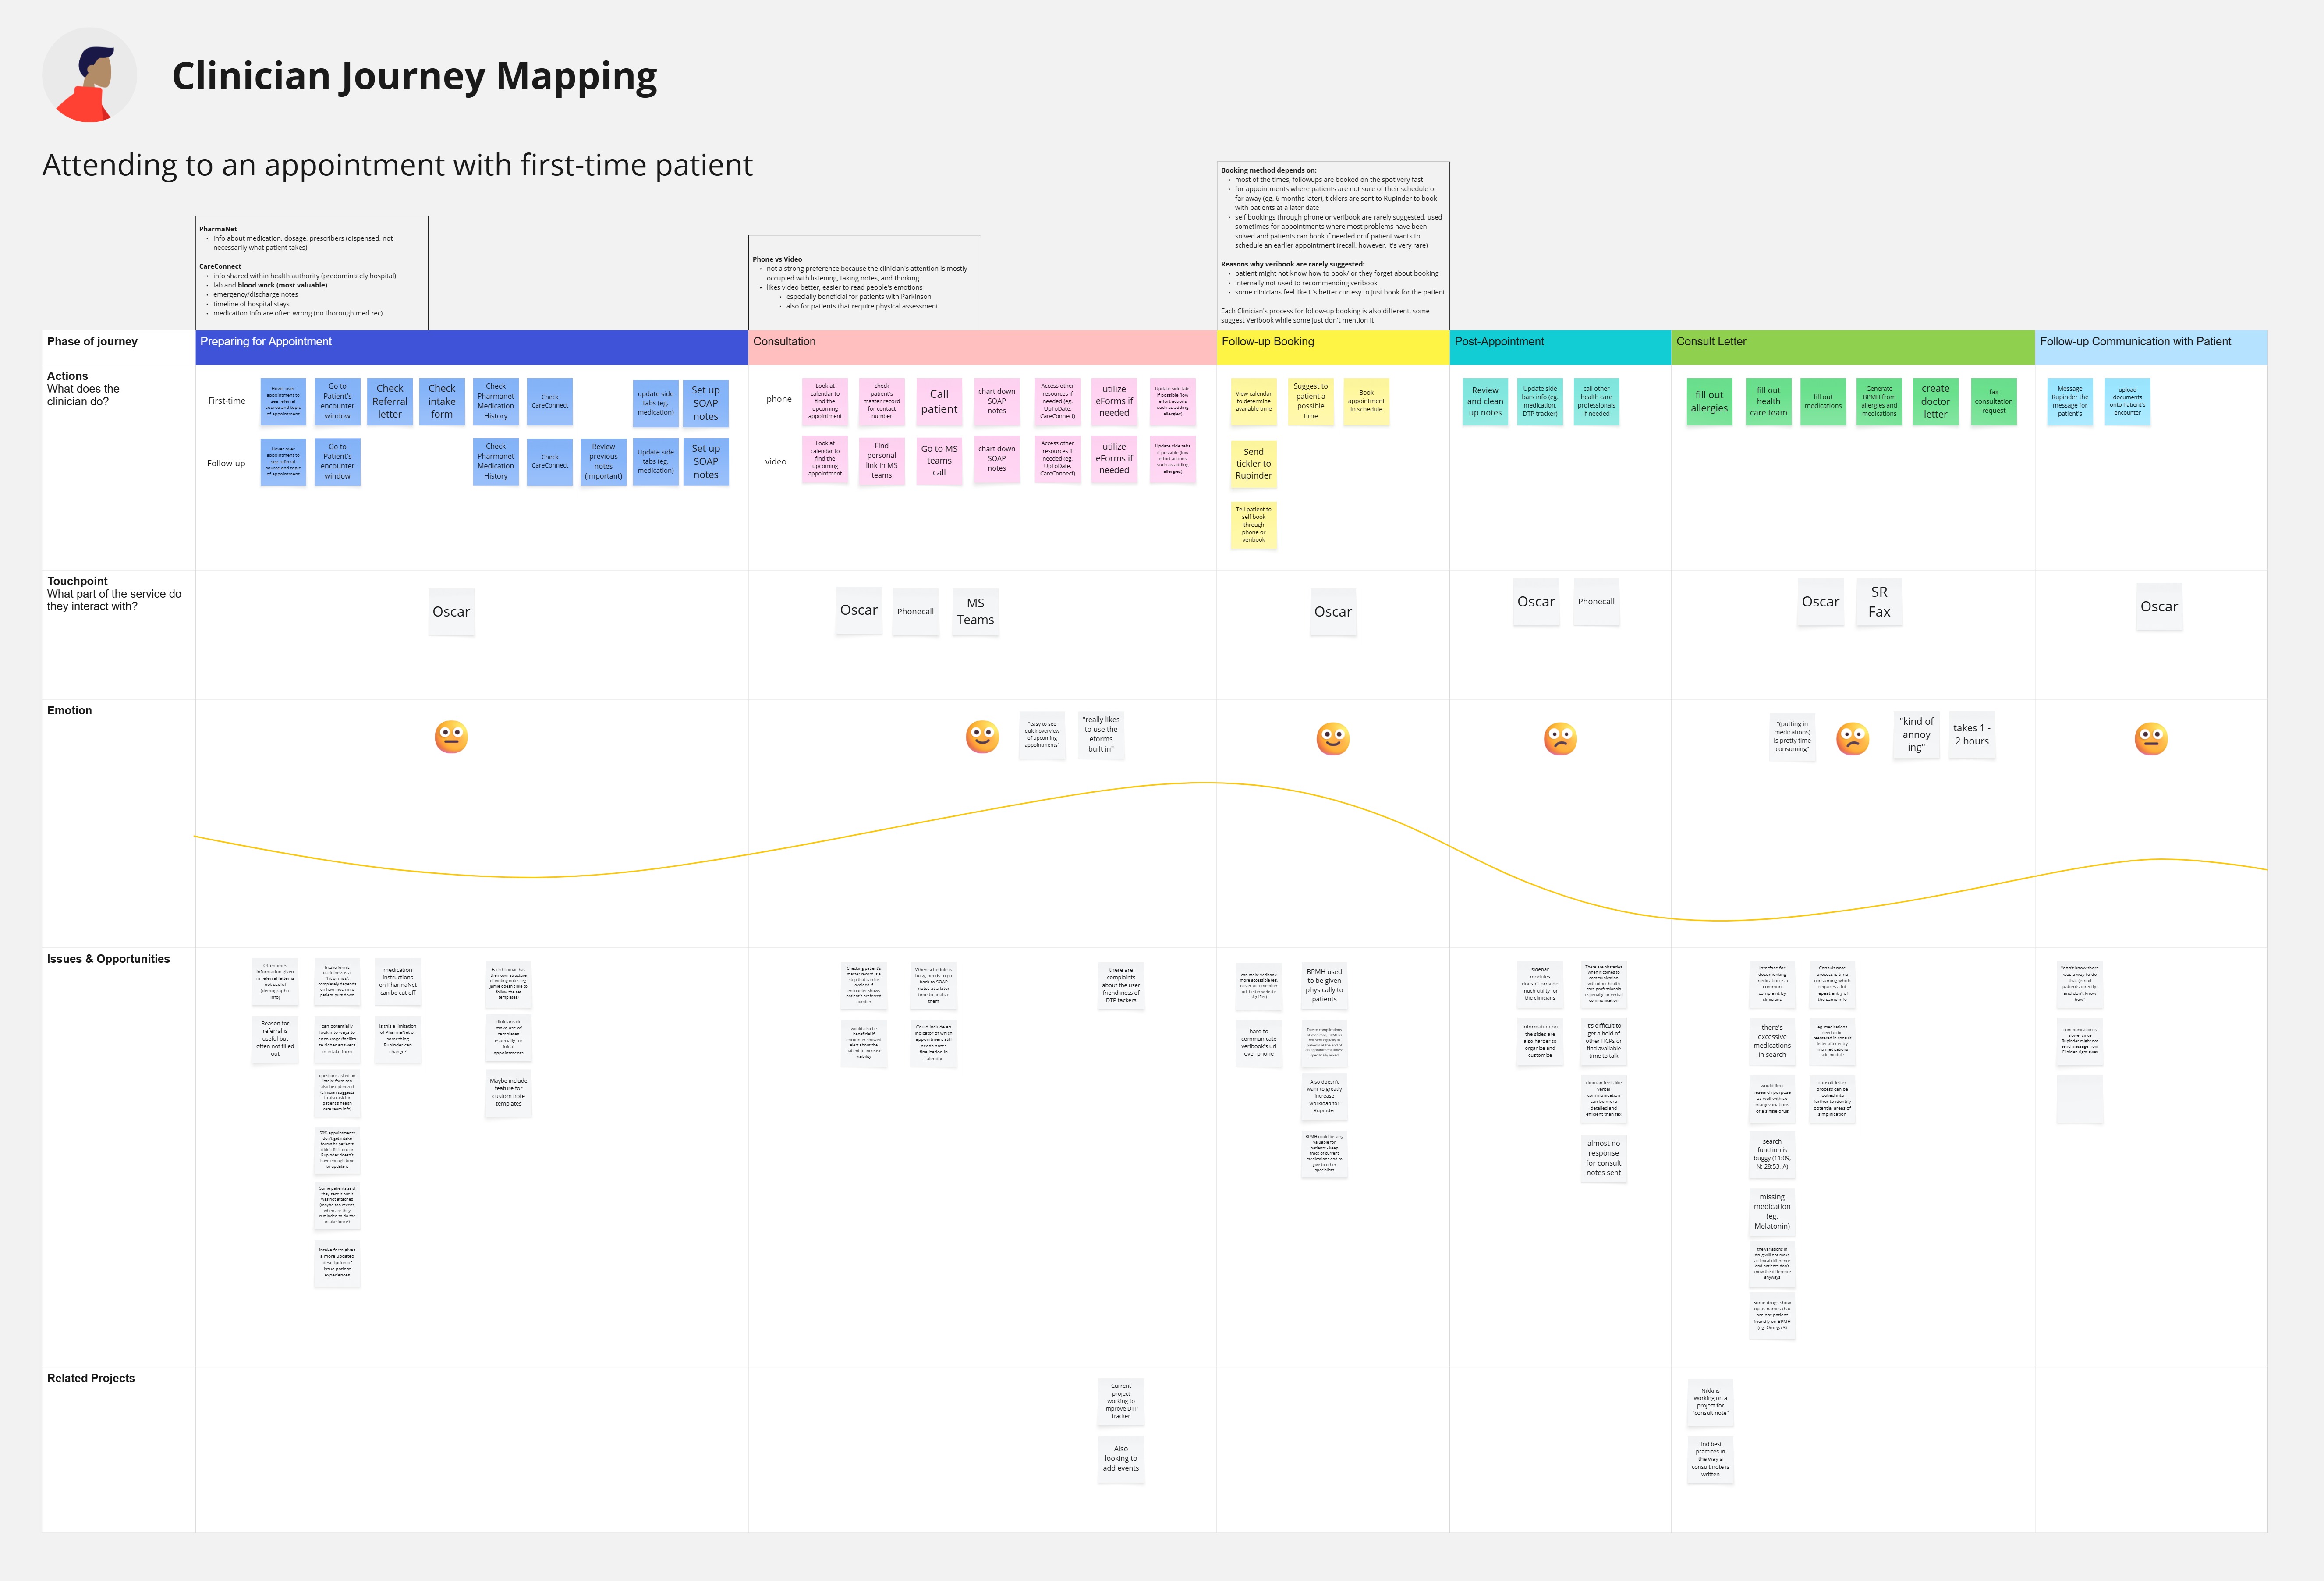 Clinician Journey Mapping
Attending to an appointment with first-time patient
PharmaNet
• info about medication, dosage, prescribers (dispensed, not
necessarily what patient takes)
CareConnect
• info shared within health authority (predominately hospital)
• lab and blood work (most valuable)
• emergency/discharge notes
• timeline of hospital stays
• medication info are often wrong (no thorough med rec)
Phone vs Video
• not a strong preference because the clinician's attention is mostly
occupied with listening, taking notes, and thinking
• likes video better, easier to read people's emotions
• especially beneficial for patients with Parkinson
• also for patients that require physical assessment
Booking method depends on:
• most of the times, followups are booked on the spot very fast
• for appointments where patients are not sure of their schedule or
far away (eg. 6 months later), ticklers are sent to Rupinder to book
with patients at a later date
• self bookings through phone or veribook are rarely suggested, used
sometimes for appointments where most problems have been
solved and patients can book if needed or if patient wants to
schedule an earlier appointment (recall, however, it's very rare)
Reasons why veribook are rarely suggested:
• patient might not know how to book/ or they forget about booking
• internally not used to recommending veribook
• some clinicians feel like it's better curtesy to just book for the patient
Each Clinician's process for follow-up booking is also different, some
suggest Veribook while some just don't mention it
Phase of journey
Preparing for Appointment
Consultation
Follow-up Booking
Post-Appointment
Consult Letter
Follow-up Communication with Patient
Actions
What does the
clinician do?
First-time
Hover over
appointment to
see referral
source and topic
of appointment
Go to
Patient's
encounter
window
Check
Referral
letter
Check
intake
form
Check
Pharmanet
Medication
History
Check
CareConnect
update side
tabs (eg.
medication)
Set up
SOAP
notes
Follow-up
Hover over
appointment to
see referral
source and topic
of appointment
Go to
Patient's
encounter
window
Check
Pharmanet
Medication
History
Check
CareConnect
Review
previous
notes
(important)
Update side
tabs (eg.
medication)
Set up
SOAP
notes
phone
Look at
calendar to
find the
upcoming
appointment
check
patient's
master record
for contact
number
Call
patient
chart down
SOAP
notes
Access other
resources if
needed (eg.
UpToDate,
CareConnect)
utilize
eForms if
needed
Update side tabs
if possible (low
effort actions
such as adding
allergies)
video
Look at
calendar to
find the
upcoming
appointment
Find
personal
link in MS
teams
Go to MS
teams
call
chart down
SOAP
notes
Access other
resources if
needed (eg.
UpToDate,
CareConnect)
utilize
eForms if
needed
Update side tabs
if possible (low
effort actions
such as adding
allergies)
View calendar
to determine
available time
Suggest to
patient a
possible
time
Book
appointment
in schedule
Send
tickler to
Rupinder
Tell patient to
self book
through
phone or
veribook
Review
and clean
up notes
Update side
bars info (eg.
medication,
DTP tracker)
call other
health care
professionals
if needed
fill out
allergies
fill out
health
care team
fill out
medications
Generate
BPMH from
allergies and
medications
create
doctor
letter
fax
consultation
request
Message
Rupinder the
message for
patient's
upload
documents
onto Patient's
encounter
Touchpoint
What part of the service do
they interact with?
Oscar
Oscar
Phonecall
MS
Teams
Oscar
Oscar
Phonecall
Oscar
SR
Fax
Oscar
Emotion
"easy to see
quick overview
of upcoming
appointments"
"really likes
to use the
eforms
built in"
"(putting in
medications)
is pretty time
consuming"
"kind of
annoy
ing"
takes 1 -
2 hours
Issues & Opportunities
Oftentimes
information given
in referral letter is
not useful
(demographic
info)
Reason for
referral is
useful but
often not filled
out
Intake form's
usefulness is a
"hit or miss",
completely depends
on how much info
patient puts down
can potentially
look into ways to
encourage/facilita
te richer answers
in intake form
questions asked on
intake form can
also be optimized
(clinician suggests
to also ask for
patient's health
care team info)
50% appointments
don't get intake
forms bc patients
didn't fill it out or
Rupinder doesn't
have enough time
to update it
Some patients said
they sent it but it
was not attached
(maybe too recent,
when are they
reminded to do the
intake form?)
Intake form gives
a more updated
description of
issue patient
experiences
medication
instructions
on PharmaNet
can be cut off
Is this a limitation
of PharmaNet or
something
Rupinder can
change?
Each Clinician has
their own structure
of writing notes (eg.
Jamie doesn't like to
follow the set
templates)
clinicians do
make use of
templates
especially for
initial
appointments
Maybe include
feature for
custom note
templates
Checking patient's
master record is a
step that can be
avoided if
encounter shows
patient's preferred
number
would also be
beneficial if
encounter showed
alert about the
patient to increase
visibility
When schedule is
busy, needs to go
back to SOAP
notes at a later
time to finalize
them
Could include an
indicator of which
appointment still
needs notes
finalization in
calendar
there are
complaints
about the user
friendliness of
DTP tackers
can make veribook
more accessible (eg.
easier to remember
url, better website
signifier)
hard to
communicate
veribook's url
over phone
BPMH used
to be given
physically to
patients
Due to complications
of mailmed, BPMH is
not sent digitally to
patients at the end of
an appointment unless
specifically asked
Also doesn't
want to greatly
increase
workload for
Rupinder
BPMH could be very
valuable for
patients - keep
track of current
medications and to
give to other
specialists
sidebar
modules
doesn't provide
much utility for
the clinicians
Information on
the sides are
also harder to
organize and
customize
There are obstacles
when it comes to
communication
with other health
care professionals
especially for verbal
communication
it's difficult to
get a hold of
other HCPs or
find available
time to talk
clinician feels like
verbal
communication
can be more
detailed and
efficient than fax
almost no
response
for consult
notes sent
Interface for
documenting
medication is a
common
complaint by
clinicians
there's
excessive
medications
in search
would limit
research purpose
as well with so
many variations
of a single drug
search
function is
buggy (11:09,
N; 28:53, A)
missing
medication
(eg.
Melatonin)
the variations in
drug will not make
a clinical difference
and patients don't
know the difference
anyways
Some drugs show
up as names that
are not patient
friendly on BPMH
(eg. Omega 3)
Consult note
process is time
consuming which
requires a lot
repeat entry of
the same info
eg. medications
need to be
reentered in consult
letter after entry
into medications
side module
consult letter
process can be
looked into
further to identify
potential areas of
simplification
"don't know there
was a way to do
that (email
patients directly)
and don't know
how"
communication is
slower since
Rupinder might not
send message from
Clinician right away
Related Projects
Current
project
working to
improve DTP
tracker
Also
looking to
add events
Nikki is
working on a
project for
"consult note"
find best
practices in
the way a
consult note is
written